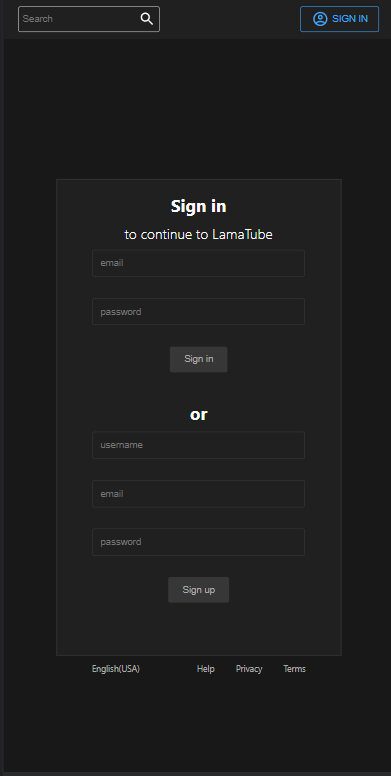 Search
SIGN IN
Sign in
to continue to LamaTube
email
password
Sign in
or
username
email
password
Sign up
English(USA) Help Privacy Terms